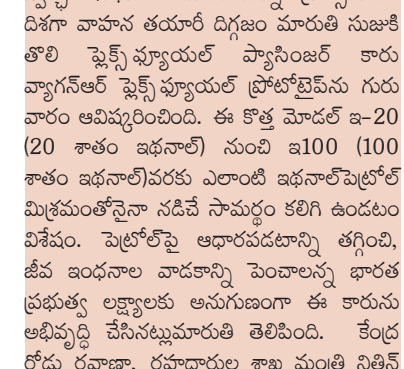 దిశగా వాహన తయారీ దిగ్గజం మారుతి సుజుకి
తొలి ఫ్లెక్స్‌ఫ్యూయల్ ప్యాసింజర్ కారు
వ్యాగన్ఆర్ ఫ్లెక్స్‌ఫ్యూయల్ ప్రోటోటైప్‌ను గురు
వారం ఆవిష్కరించింది. ఈ కొత్త మోడల్ ఇ-20
(20 శాతం ఇథనాల్) నుంచి ఇ100 (100
శాతం ఇథనాల్)వరకు ఎలాంటి ఇథనాల్‌పెట్రోల్
మిశ్రమంతోనైనా నడిచే సామర్థం కలిగి ఉండటం
విశేషం. పెట్రోల్‌పై ఆధారపడటాన్ని తగ్గించి,
జీవ ఇంధనాల వాడకాన్ని పెంచాలన్న భారత
ప్రభుత్వ లక్ష్యాలకు అనుగుణంగా ఈ కారును
అభివృద్ధి చేసినట్లుమారుతి తెలిపింది. కేంద్ర
రోడ్డు రవాణా, రహదారుల శాఖ మంత్రి నితిన్